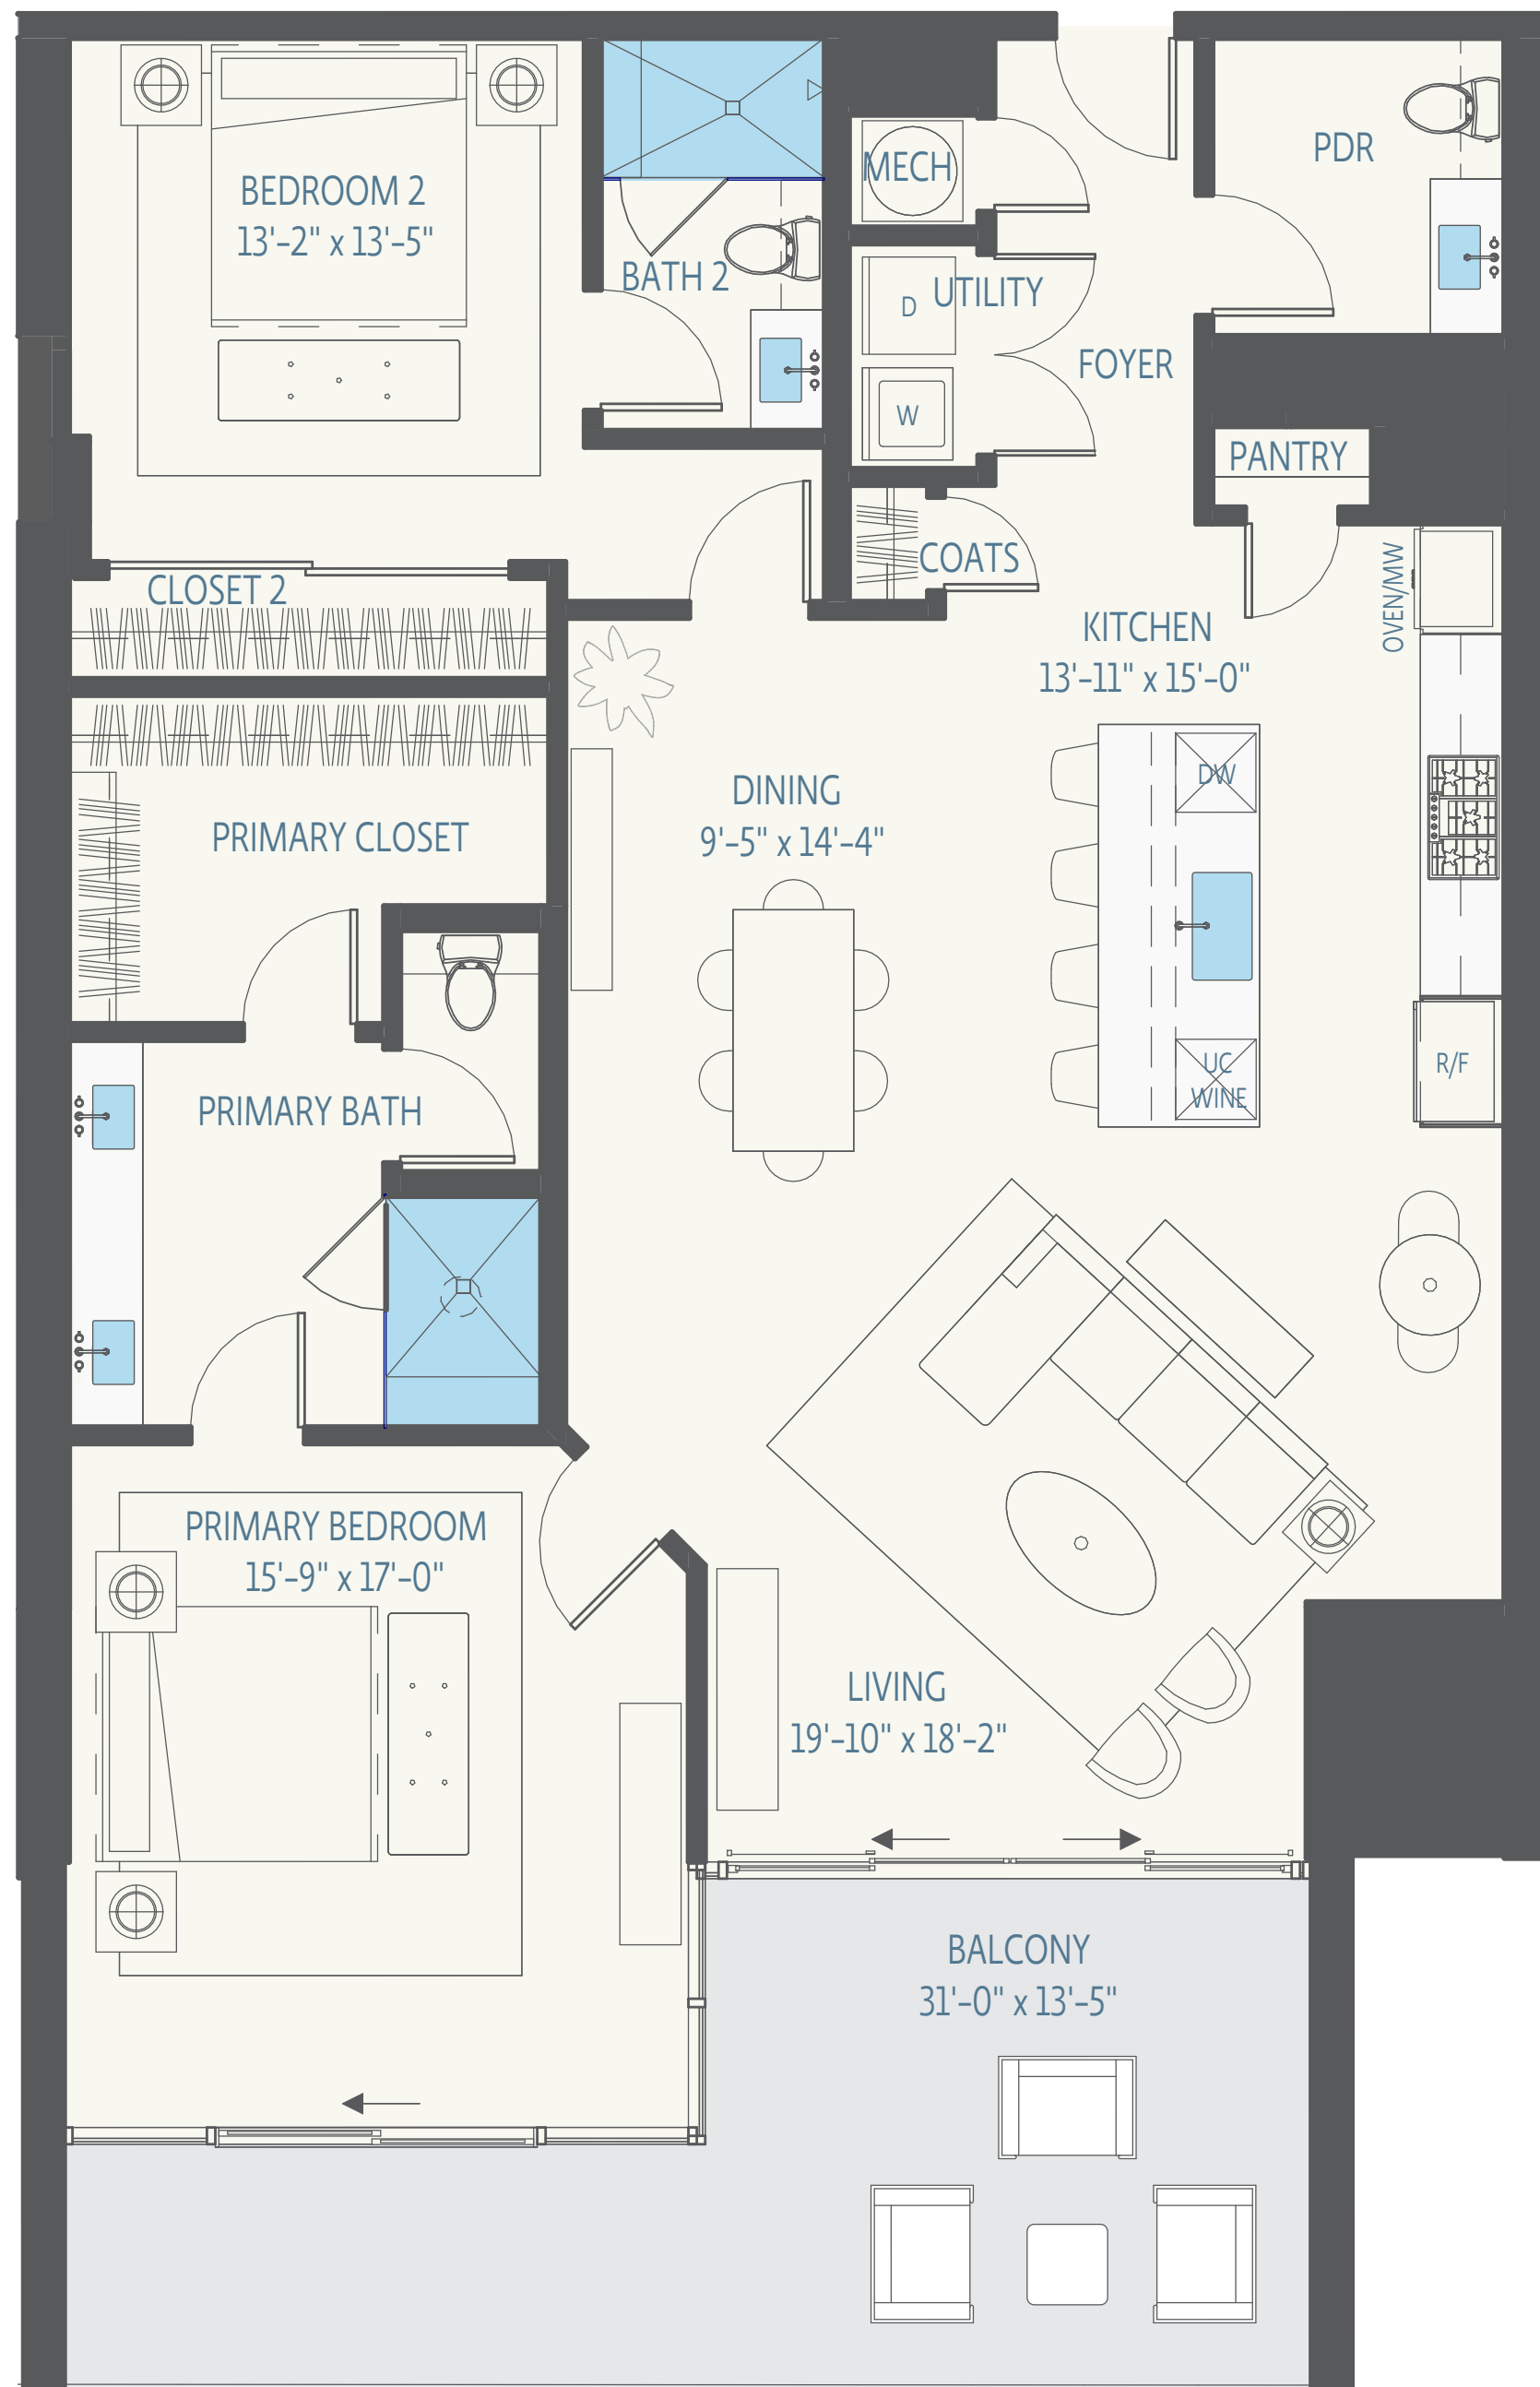 BEDROOM 2
13'-2" x 13'-5"
BATH 2
MECH
PDR
D
UTILITY
W
FOYER
PANTRY
COATS
CLOSET 2
KITCHEN
13'-11" x 15'-0"
OVEN/MW
DW
DINING
9'-5" x 14'-4"
PRIMARY CLOSET
UC
WINE
R/F
PRIMARY BATH
PRIMARY BEDROOM
15'-9" x 17'-0"
LIVING
19'-10" x 18'-2"
BALCONY
31'-0" x 13'-5"